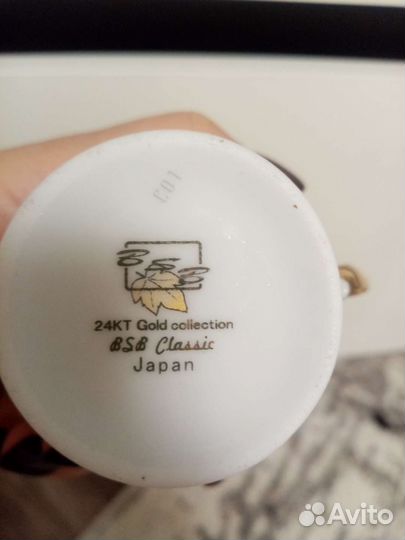 B S B
24KT Gold collection
BSB Classic
Japan
Avito